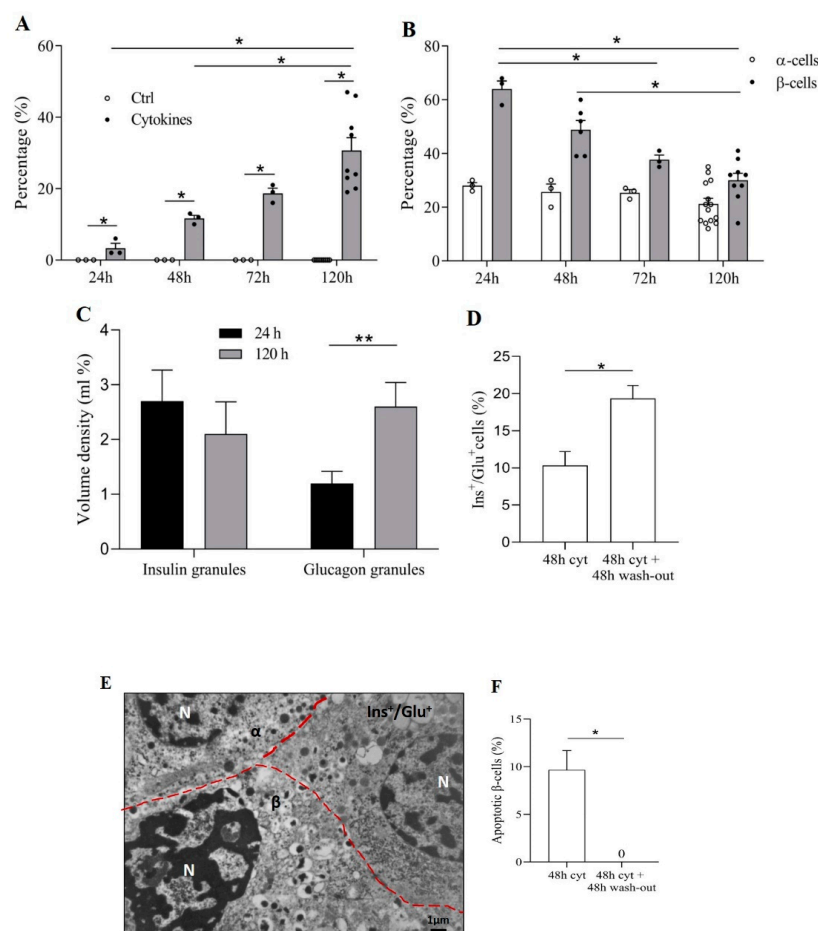 A
Percentage (%)
60
40
20
0
Ctrl
Cytokines
*
*
*
*
*
*
24h
48h
72h
120h
B
Percentage (%)
80
60
40
20
0
α-cells
β-cells
*
*
*
24h
48h
72h
120h
C
Volume density (ml %)
4
3
2
1
0
24 h
120 h
**
Insulin granules
Glucagon granules
D
Ins⁺/Glu⁺cells (%)
25
20
15
10
5
0
*
48h cyt
48h cyt +
48h wash-out
E
N
α
Ins⁺/Glu⁺
N
β
N
1μm
F
Apoptotic β-cells (%)
15
10
5
0
*
0
48h cyt
48h cyt +
48h wash-out